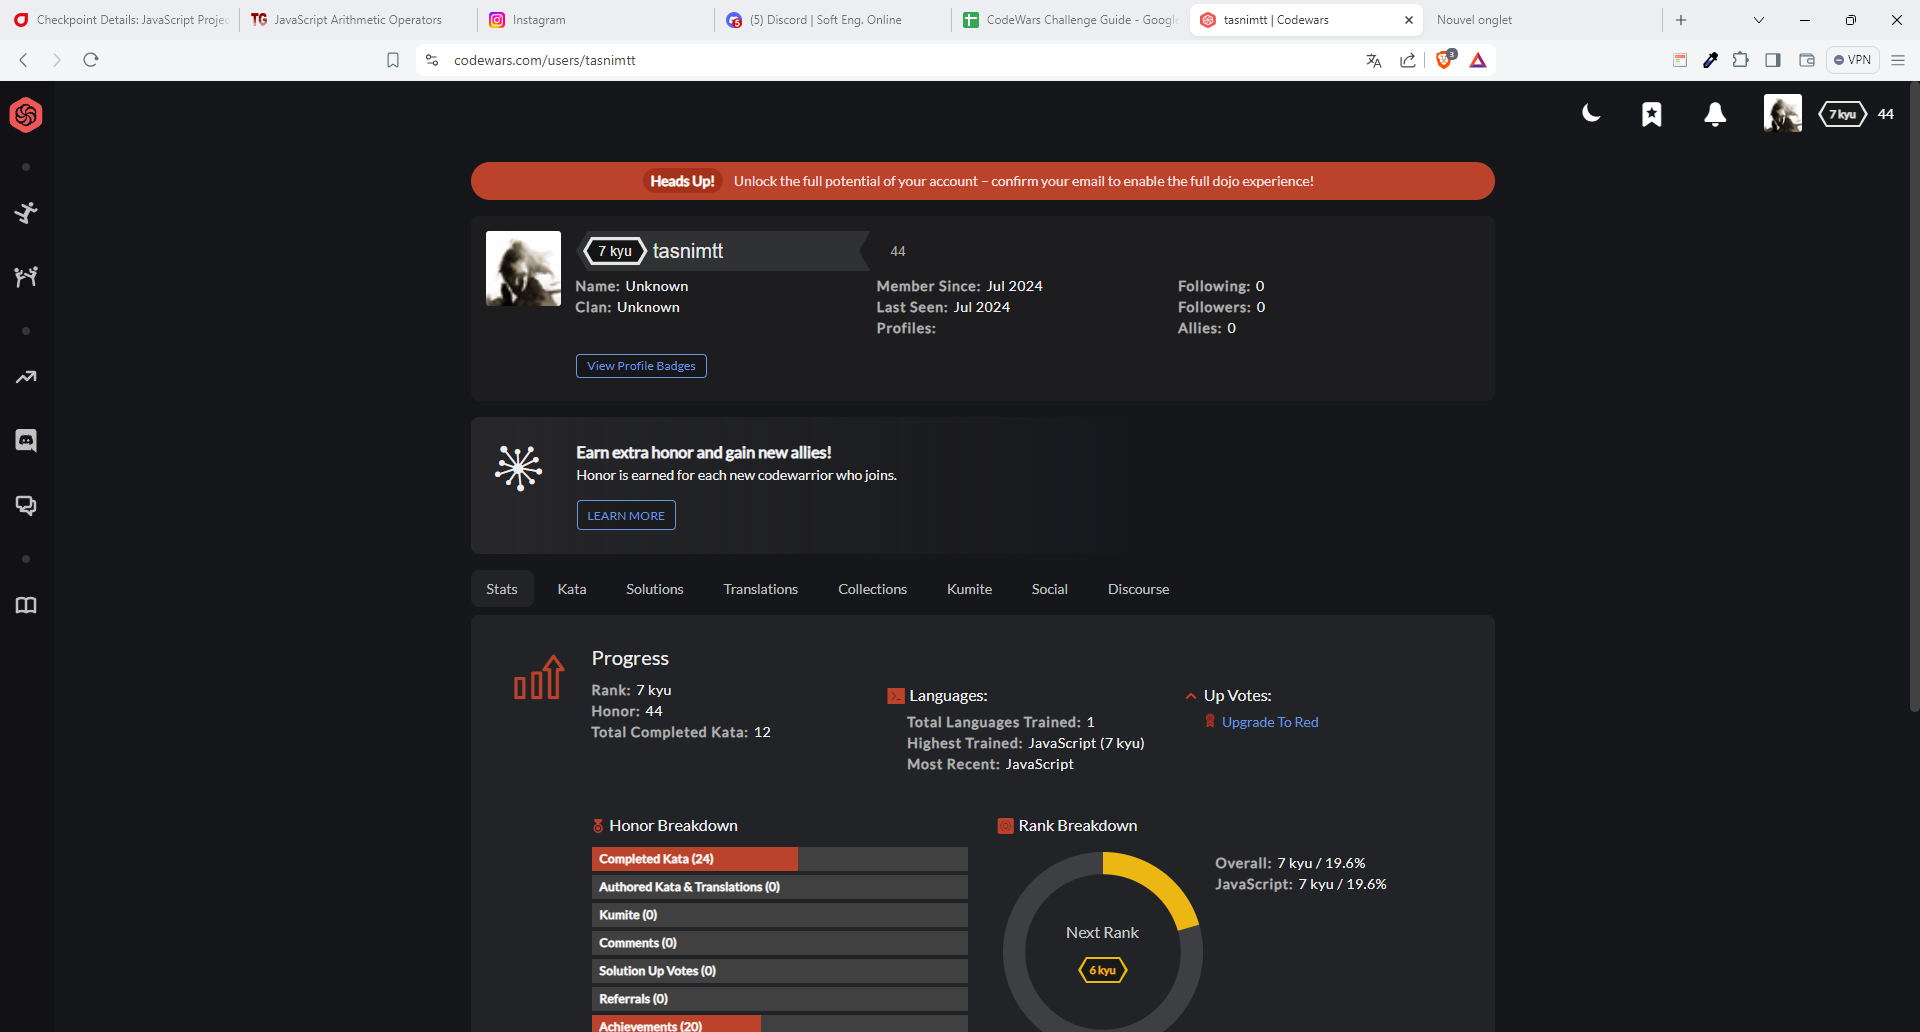 Checkpoint Details: JavaScript Projec
TG JavaScript Arithmetic Operators
Instagram
5 (5) Discord | Soft Eng. Online
CodeWars Challenge Guide - Google
tasnimtt | Codewars
Nouvel onglet
codewars.com/users/tasnimtt
3
VPN
7 kyu 44
Heads Up! Unlock the full potential of your account – confirm your email to enable the full dojo experience!
7 kyu tasnimtt 44
Name: Unknown
Clan: Unknown
Member Since: Jul 2024
Last Seen: Jul 2024
Profiles:
Following: 0
Followers: 0
Allies: 0
View Profile Badges
Earn extra honor and gain new allies!
Honor is earned for each new codewarrior who joins.
LEARN MORE
Stats Kata Solutions Translations Collections Kumite Social Discourse
Progress
Rank: 7 kyu
Honor: 44
Total Completed Kata: 12
Languages:
Total Languages Trained: 1
Highest Trained: JavaScript (7 kyu)
Most Recent: JavaScript
Up Votes:
Upgrade To Red
Honor Breakdown
Completed Kata (24)
Authored Kata & Translations (0)
Kumite (0)
Comments (0)
Solution Up Votes (0)
Referrals (0)
Achievements (20)
Rank Breakdown
Next Rank
6 kyu
Overall: 7 kyu / 19.6%
JavaScript: 7 kyu / 19.6%